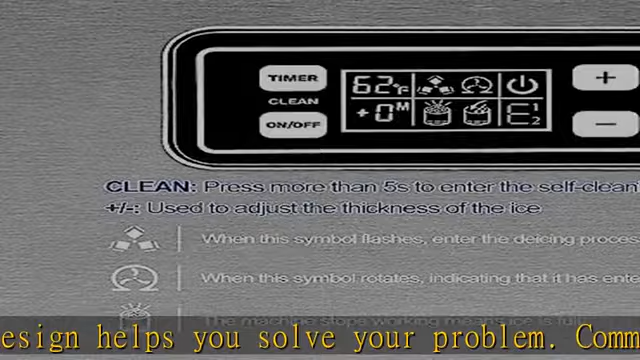 TIMER
CLEAN
ON/OFF
62°F
+0M
E 1 2
+
−
CLEAN: Press more than 5s to enter the self-clean
+/-: Used to adjust the thickness of the ice
When this symbol flashes, enter the deicing proces
When this symbol rotates, indicating that it has ente
The machine stops working means ice is full
esign helps you solve your problem. Comm